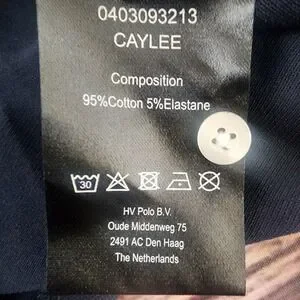 0403093213
CAYLEE
Composition
95%Cotton 5%Elastane
30
HV Polo B.V.
Oude Middenweg 75
2491 AC Den Haag
The Netherlands